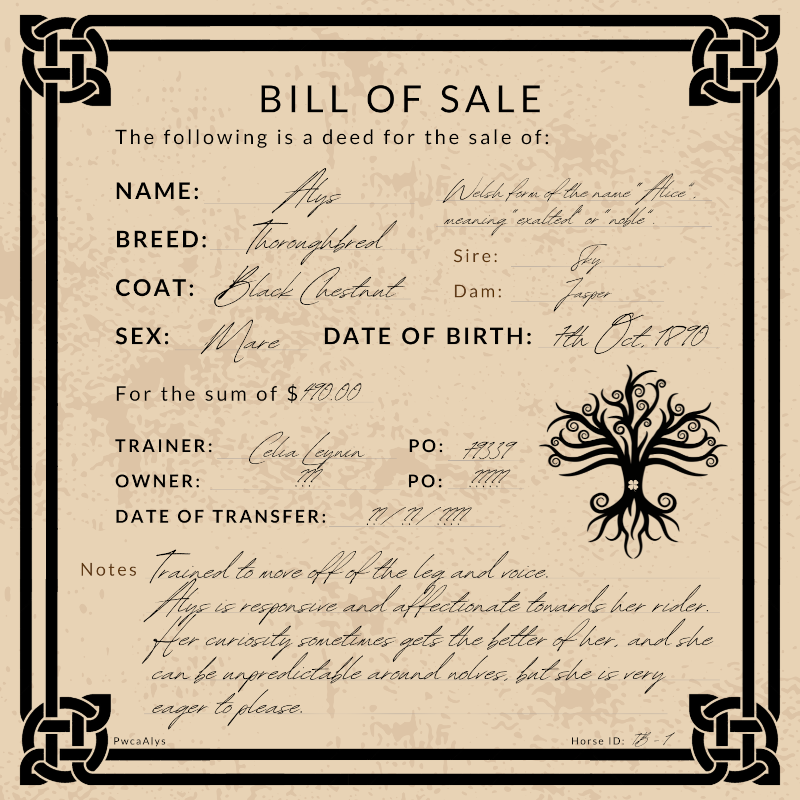 BILL OF SALE
The following is a deed for the sale of:
NAME: Alys
Welsh form of the name "Alice".
meaning "exalted" or "noble".
BREED: Thoroughbred
Sire: Sky
COAT: Black Chestnut
Dam: Jasper
SEX: Mare DATE OF BIRTH: 7th Oct, 1890
For the sum of $490.00
TRAINER: Celia Leynin PO: 79339
OWNER: ??? PO: ?????
DATE OF TRANSFER: ?? / ?? / ????
Notes Trained to move off of the leg and voice.
Alys is responsive and affectionate towards her rider.
Her curiosity sometimes gets the better of her, and she
can be unpredictable around wolves, but she is very
eager to please.
PwcaAlys Horse ID: TB - 1